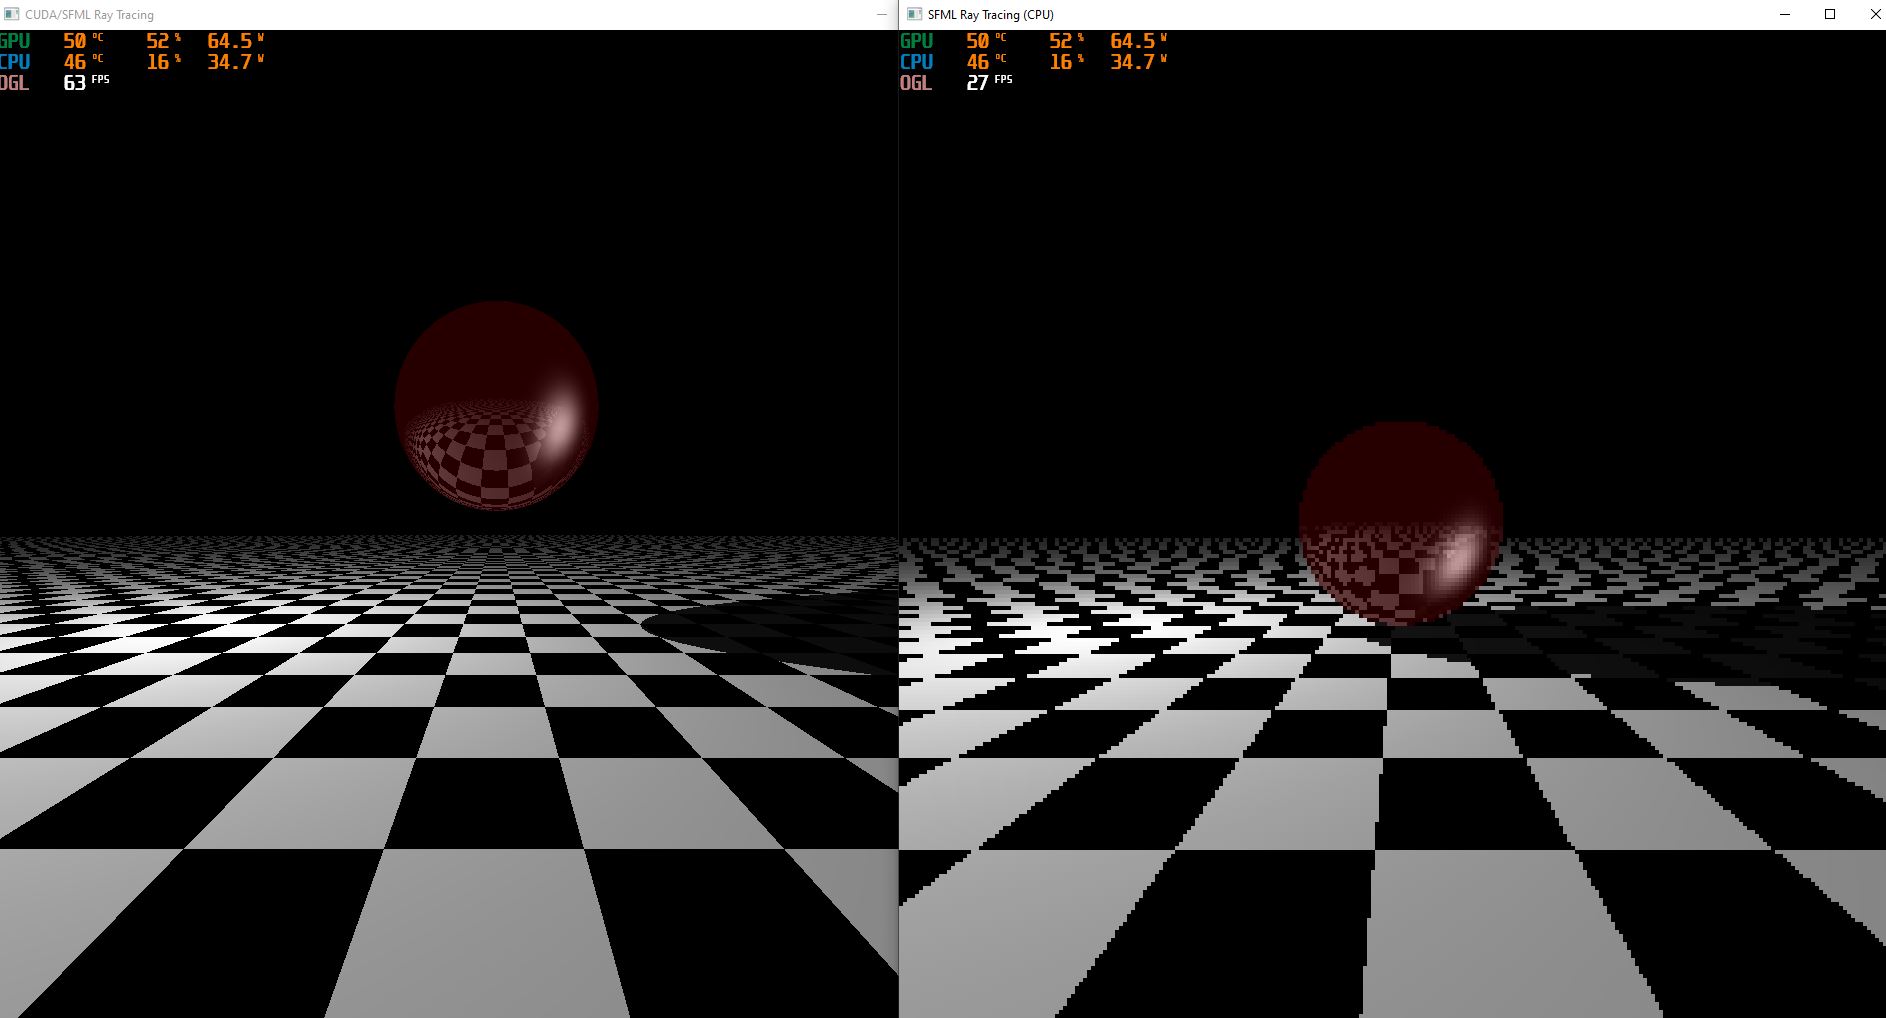 CUDA/SFML Ray Tracing
GPU 50 °C 52 % 64.5 W
CPU 46 °C 16 % 34.7 W
OGL 63 FPS
SFML Ray Tracing (CPU)
GPU 50 °C 52 % 64.5 W
CPU 46 °C 16 % 34.7 W
OGL 27 FPS